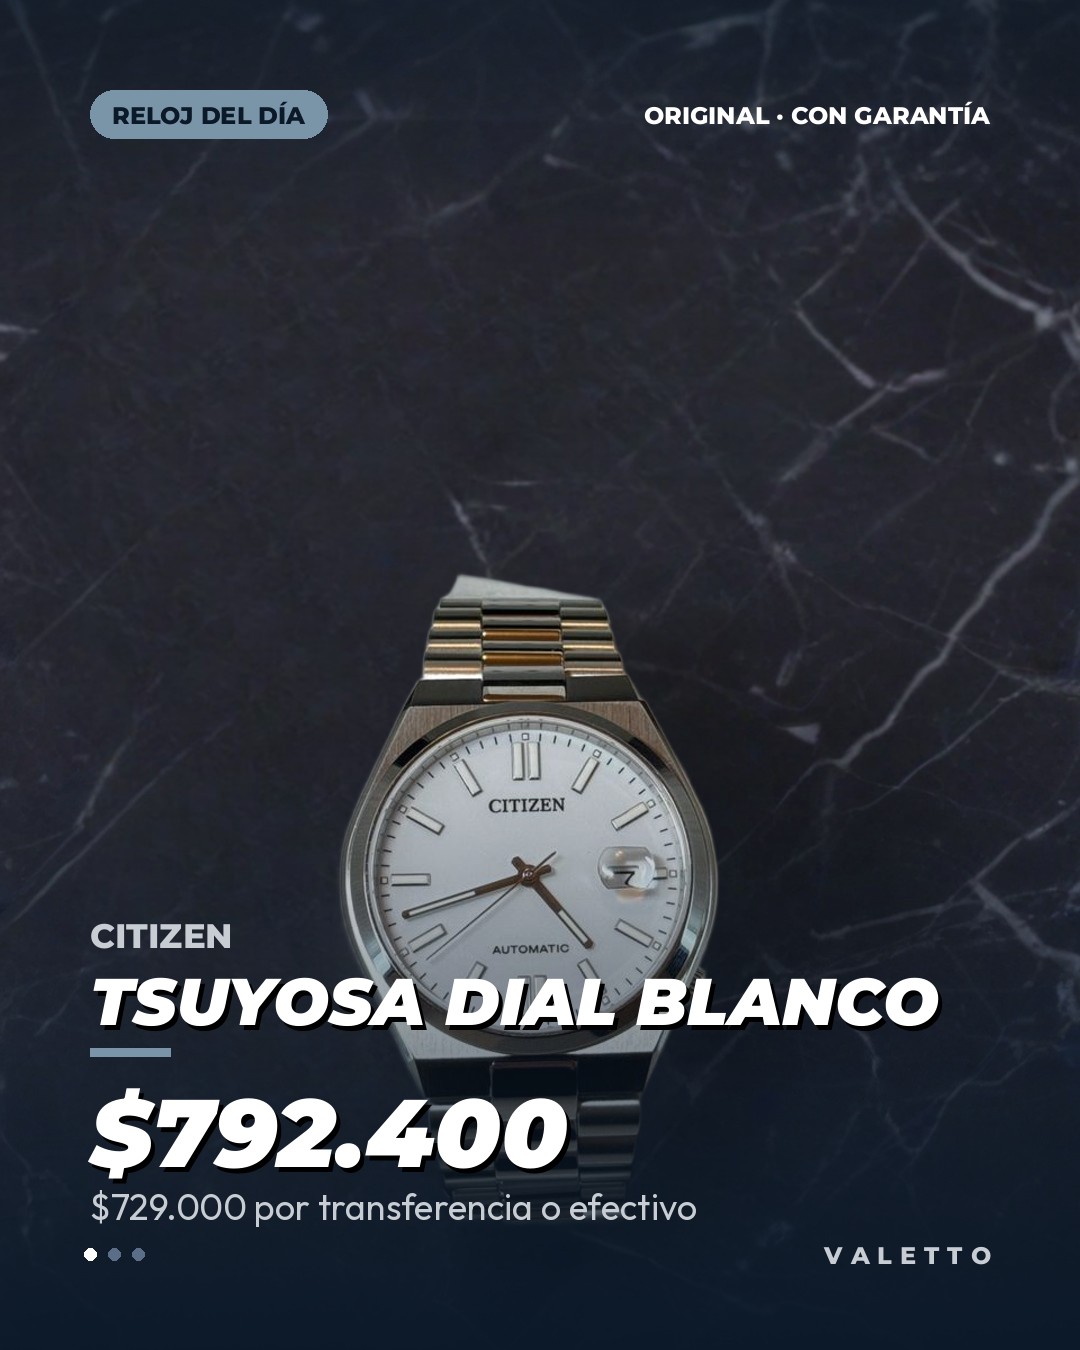 RELOJ DEL DÍA
ORIGINAL · CON GARANTÍA
CITIZEN
7
AUTOMATIC
CITIZEN
TSUYOSA DIAL BLANCO
$792.400
$729.000 por transferencia o efectivo
VALETTO